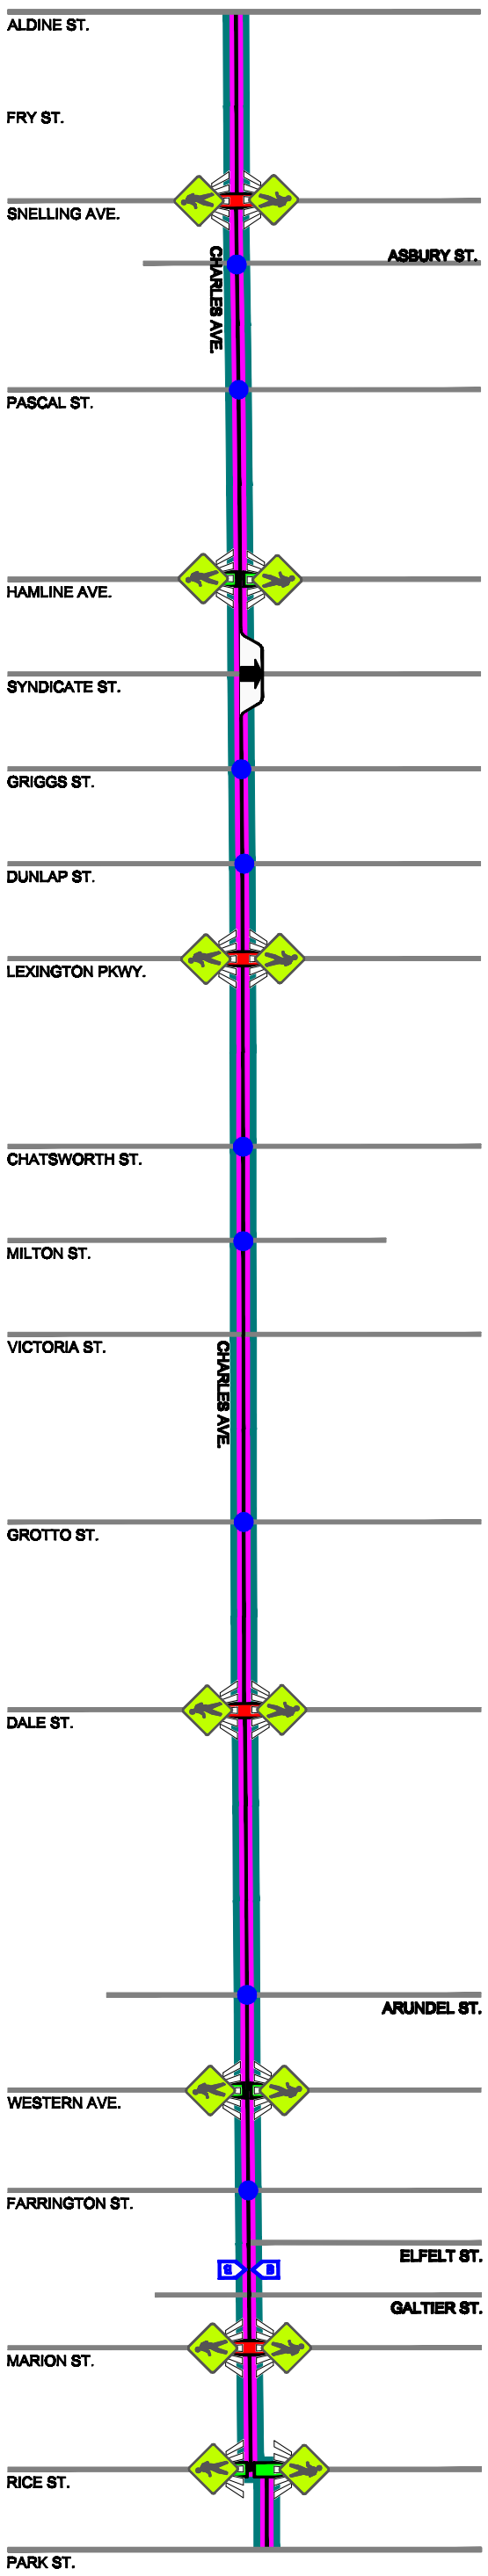 ALDINE ST.
FRY ST.
SNELLING AVE.
ASBURY ST.
CHARLES AVE.
PASCAL ST.
HAMLINE AVE.
SYNDICATE ST.
GRIGGS ST.
DUNLAP ST.
LEXINGTON PKWY.
CHATSWORTH ST.
MILTON ST.
VICTORIA ST.
CHARLES AVE.
GROTTO ST.
DALE ST.
ARUNDEL ST.
WESTERN AVE.
FARRINGTON ST.
ELFELT ST.
GALTIER ST.
MARION ST.
RICE ST.
PARK ST.